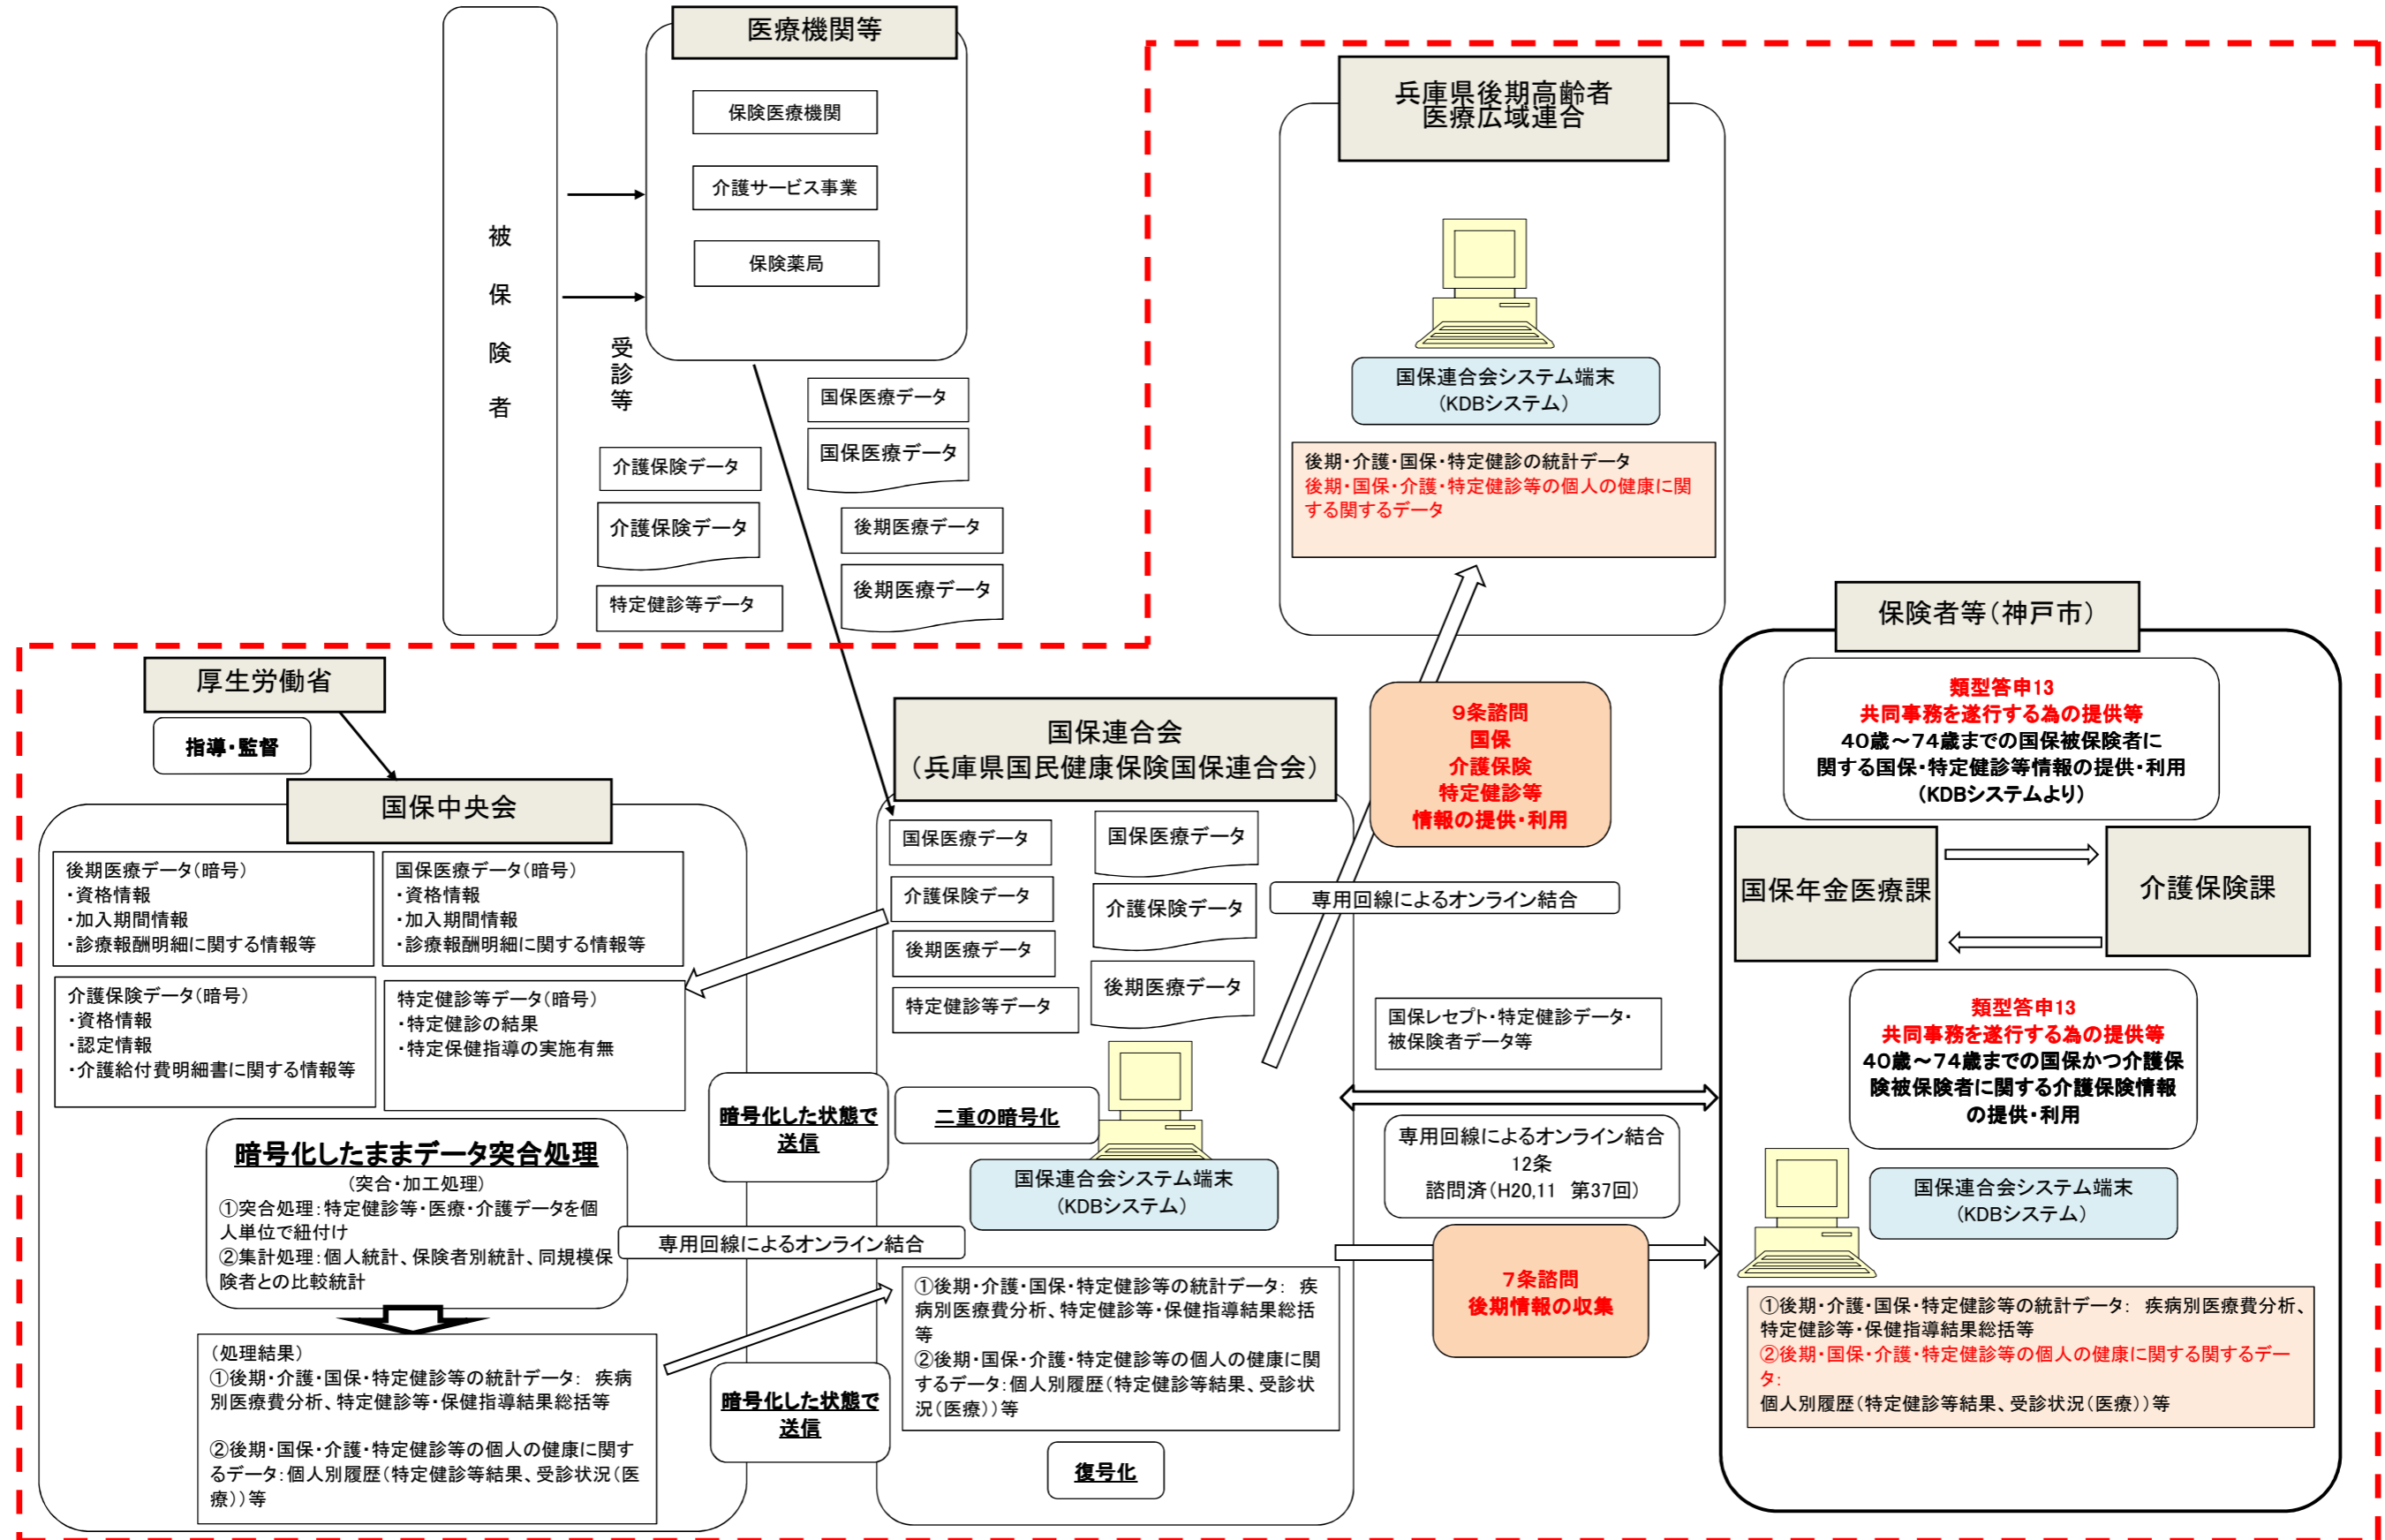 医療機関等
被保険者
保険医療機関
介護サービス事業
保険薬局
受診等
国保医療データ
国保医療データ
介護保険データ
介護保険データ
後期医療データ
後期医療データ
特定健診等データ
兵庫県後期高齢者
医療広域連合
国保連合会システム端末
(KDBシステム)
後期・介護・国保・特定健診の統計データ
後期・国保・介護・特定健診等の個人の健康に関
する関するデータ
厚生労働省
指導・監督
国保中央会
後期医療データ(暗号)
・資格情報
・加入期間情報
・診療報酬明細に関する情報等
国保医療データ(暗号)
・資格情報
・加入期間情報
・診療報酬明細に関する情報等
介護保険データ(暗号)
・資格情報
・認定情報
・介護給付費明細書に関する情報等
特定健診等データ(暗号)
・特定健診の結果
・特定保健指導の実施有無
暗号化したままデータ突合処理
(突合・加工処理)
①突合処理:特定健診等・医療・介護データを個
人単位で紐付け
②集計処理:個人統計、保険者別統計、同規模保
険者との比較統計
(処理結果)
①後期・介護・国保・特定健診等の統計データ: 疾病
別医療費分析、特定健診等・保健指導結果総括等
②後期・国保・介護・特定健診等の個人の健康に関す
るデータ:個人別履歴(特定健診等結果、受診状況(医
療))等
暗号化した状態で
送信
専用回線によるオンライン結合
暗号化した状態で
送信
国保連合会
(兵庫県国民健康保険国保連合会)
国保医療データ
国保医療データ
介護保険データ
介護保険データ
後期医療データ
後期医療データ
特定健診等データ
二重の暗号化
国保連合会システム端末
(KDBシステム)
①後期・介護・国保・特定健診等の統計データ: 疾
病別医療費分析、特定健診等・保健指導結果総括
等
②後期・国保・介護・特定健診等の個人の健康に関
するデータ:個人別履歴(特定健診等結果、受診状
況(医療))等
復号化
9条諮問
国保
介護保険
特定健診等
情報の提供・利用
専用回線によるオンライン結合
国保レセプト・特定健診データ・
被保険者データ等
専用回線によるオンライン結合
12条
諮問済(H20,11 第37回)
7条諮問
後期情報の収集
保険者等(神戸市)
類型答申13
共同事務を遂行する為の提供等
40歳~74歳までの国保被保険者に
関する国保・特定健診等情報の提供・利用
(KDBシステムより)
国保年金医療課
介護保険課
類型答申13
共同事務を遂行する為の提供等
40歳~74歳までの国保かつ介護保
険被保険者に関する介護保険情報
の提供・利用
国保連合会システム端末
(KDBシステム)
①後期・介護・国保・特定健診等の統計データ: 疾病別医療費分析、
特定健診等・保健指導結果総括等
②後期・国保・介護・特定健診等の個人の健康に関する関するデー
タ:
個人別履歴(特定健診等結果、受診状況(医療))等